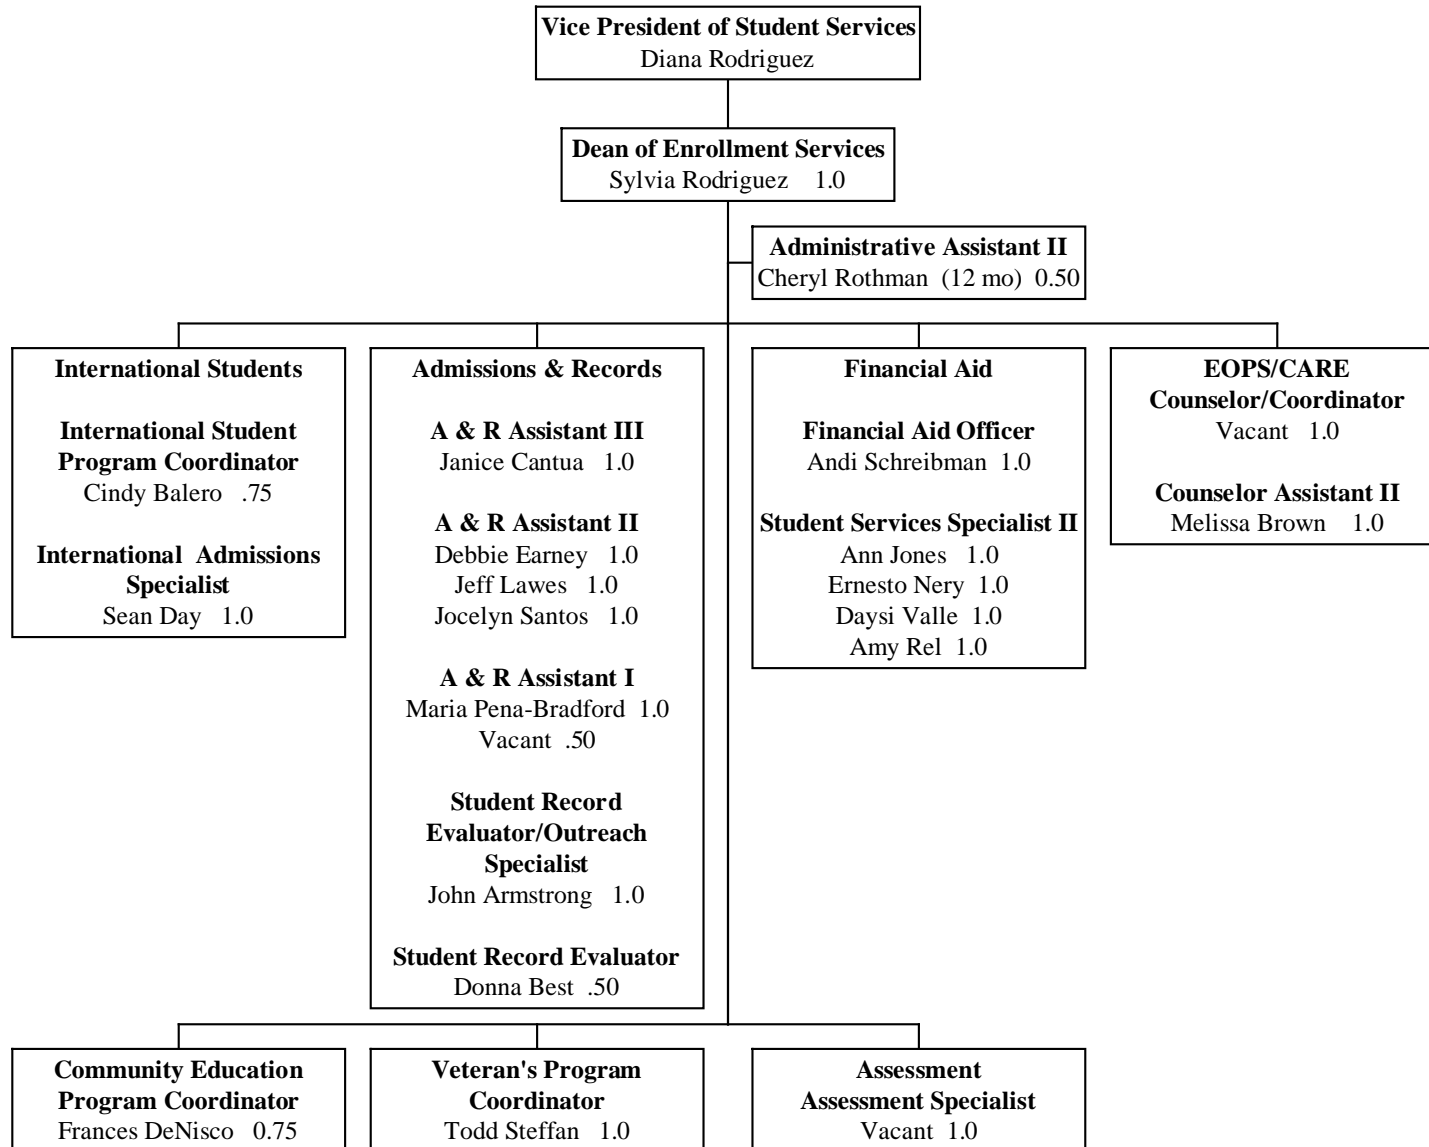 Vice President of Student Services
Diana Rodriguez
Dean of Enrollment Services
Sylvia Rodriguez 1.0
Administrative Assistant II
Cheryl Rothman (12 mo) 0.50
International Students
International Student
Program Coordinator
Cindy Balero .75
International Admissions
Specialist
Sean Day 1.0
Admissions & Records
A & R Assistant III
Janice Cantua 1.0
A & R Assistant II
Debbie Earney 1.0
Jeff Lawes 1.0
Jocelyn Santos 1.0
A & R Assistant I
Maria Pena-Bradford 1.0
Vacant .50
Student Record
Evaluator/Outreach
Specialist
John Armstrong 1.0
Student Record Evaluator
Donna Best .50
Financial Aid
Financial Aid Officer
Andi Schreibman 1.0
Student Services Specialist II
Ann Jones 1.0
Ernesto Nery 1.0
Daysi Valle 1.0
Amy Rel 1.0
EOPS/CARE
Counselor/Coordinator
Vacant 1.0
Counselor Assistant II
Melissa Brown 1.0
Community Education
Program Coordinator
Frances DeNisco 0.75
Veteran's Program
Coordinator
Todd Steffan 1.0
Assessment
Assessment Specialist
Vacant 1.0